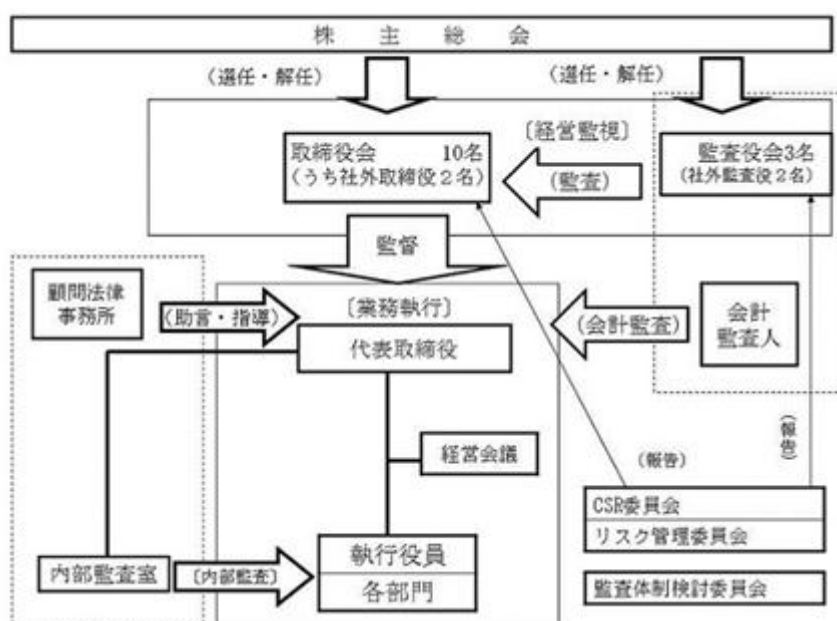 株主総会
(選任・解任)
(選任・解任)
〔経営監視〕
取締役会 10名
(うち社外取締役2名)
(監査)
監査役会3名
(社外監査役2名)
監督
顧問法律
事務所
(助言・指導)
〔業務執行〕
代表取締役
(会計監査)
会計
監査人
経営会議
(報告)
(報告)
CSR委員会
リスク管理委員会
内部監査室
〔内部監査〕
執行役員
各部門
監査体制検討委員会